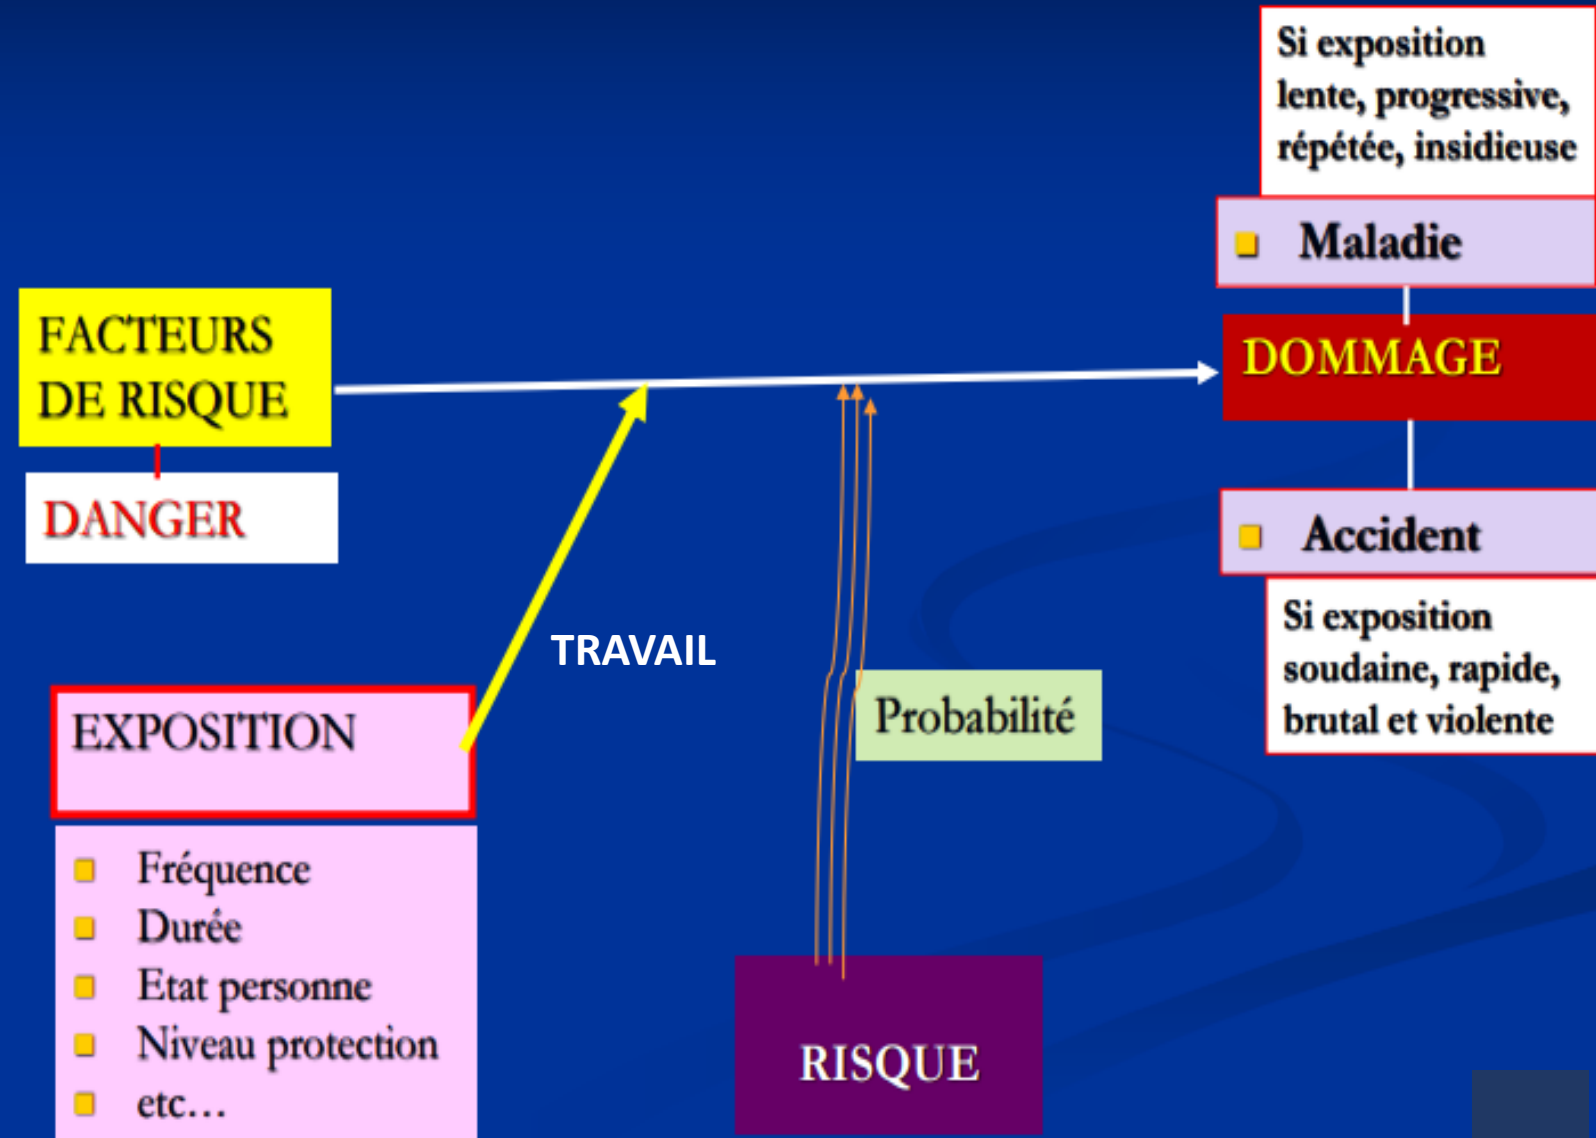 Si exposition
lente, progressive,
répétée, insidieuse
Maladie
FACTEURS
DE RISQUE
DOMMAGE
DANGER
Accident
Si exposition
soudaine, rapide,
brutal et violente
TRAVAIL
EXPOSITION
Probabilité
Fréquence
Durée
Etat personne
Niveau protection
etc...
RISQUE